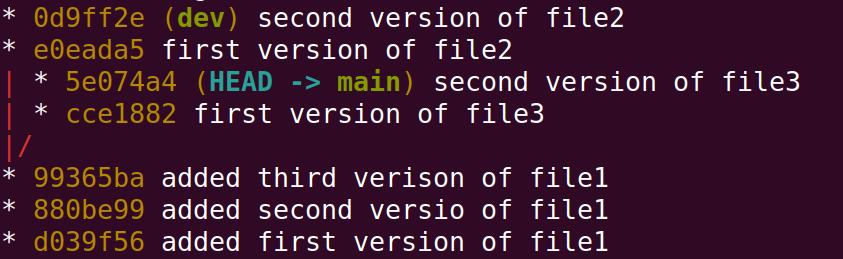 * 0d9ff2e (dev) second version of file2
* e0eada5 first version of file2
| * 5e074a4 (HEAD -> main) second version of file3
| * cce1882 first version of file3
|/
* 99365ba added third verison of file1
* 880be99 added second versio of file1
* d039f56 added first version of file1